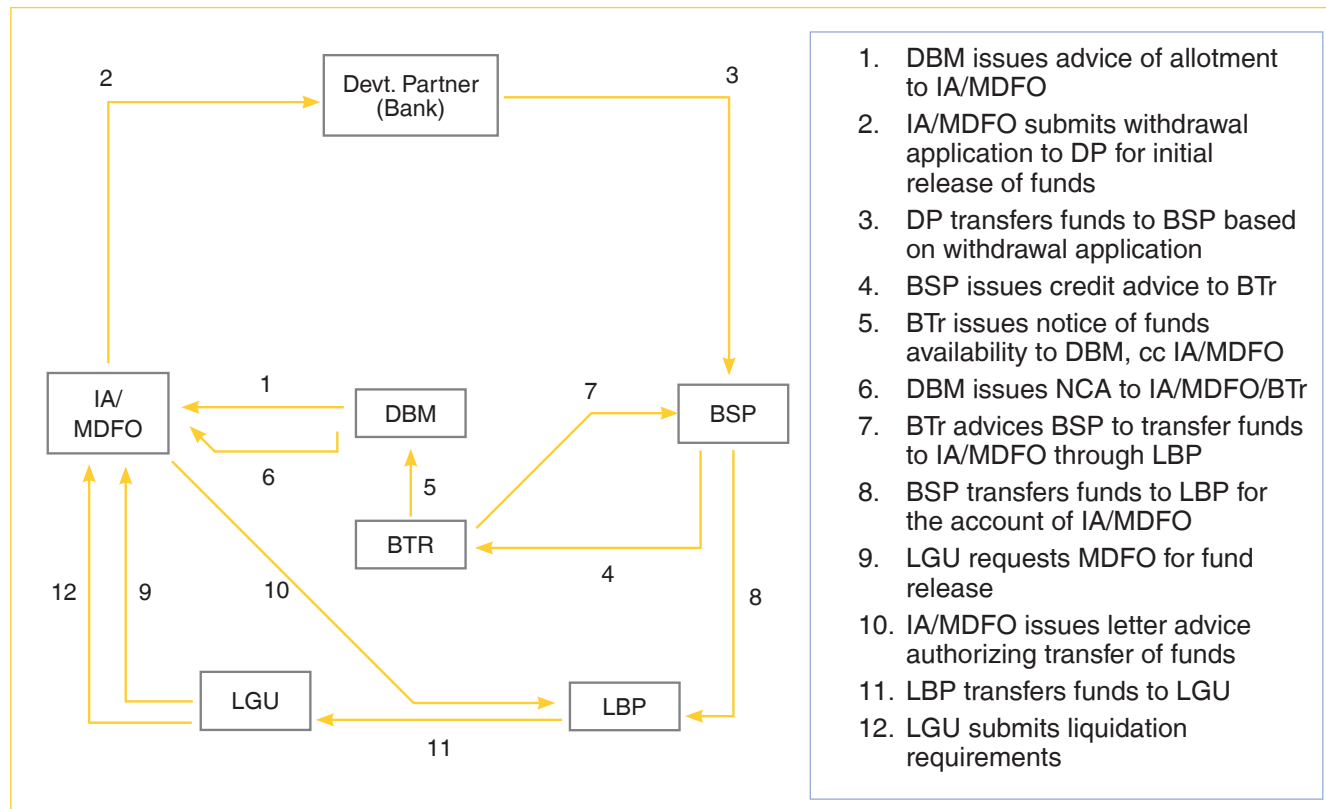 2
3
Devt. Partner
(Bank)
IA/
MDFO
1
DBM
7
BSP
6
5
BTR
4
12
9
10
8
LGU
LBP
11
1. DBM issues advice of allotment
to IA/MDFO
2. IA/MDFO submits withdrawal
application to DP for initial
release of funds
3. DP transfers funds to BSP based
on withdrawal application
4. BSP issues credit advice to BTr
5. BTr issues notice of funds
availability to DBM, cc IA/MDFO
6. DBM issues NCA to IA/MDFO/BTr
7. BTr advices BSP to transfer funds
to IA/MDFO through LBP
8. BSP transfers funds to LBP for
the account of IA/MDFO
9. LGU requests MDFO for fund
release
10. IA/MDFO issues letter advice
authorizing transfer of funds
11. LBP transfers funds to LGU
12. LGU submits liquidation
requirements